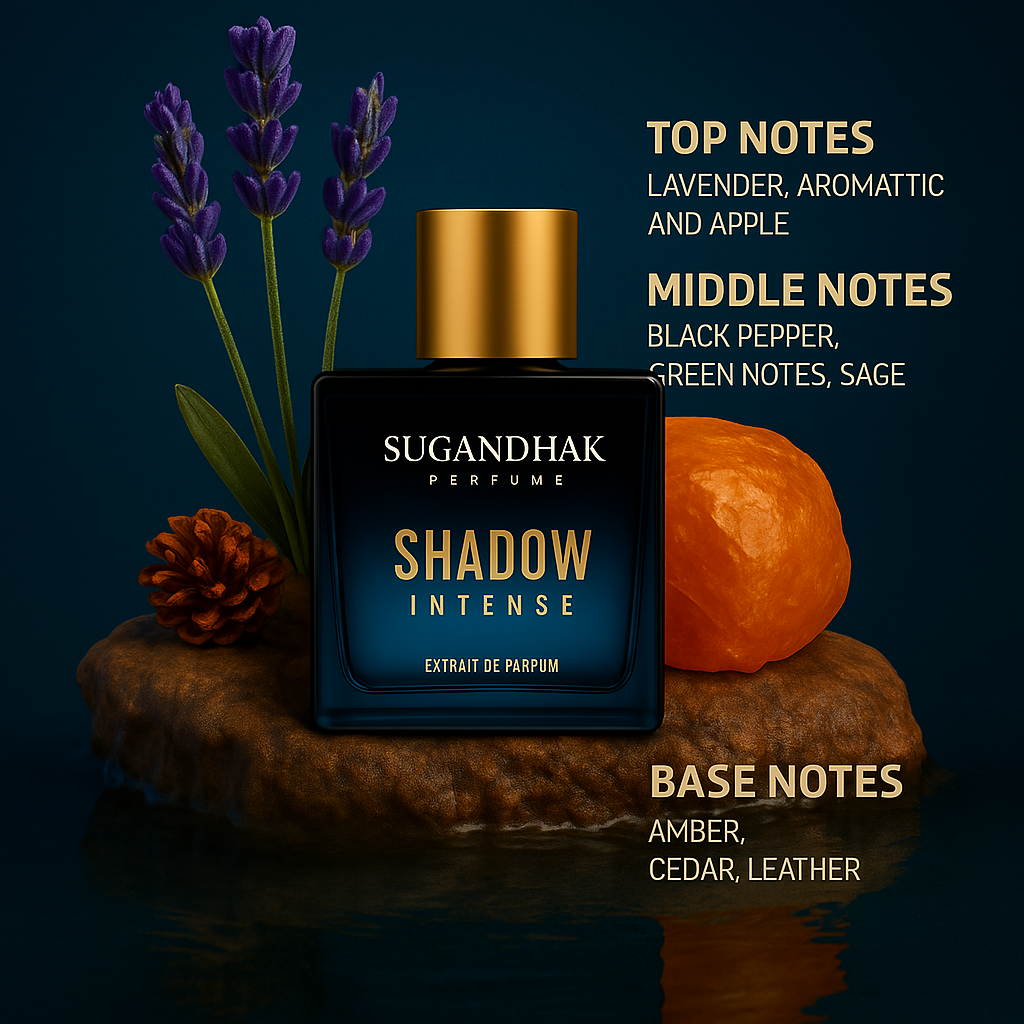 TOP NOTES
LAVENDER, AROMATTIC
AND APPLE
MIDDLE NOTES
BLACK PEPPER,
GREEN NOTES, SAGE
SUGANDHAK
PERFUME
SHADOW
INTENSE
EXTRAIT DE PARFUM
BASE NOTES
AMBER,
CEDAR, LEATHER